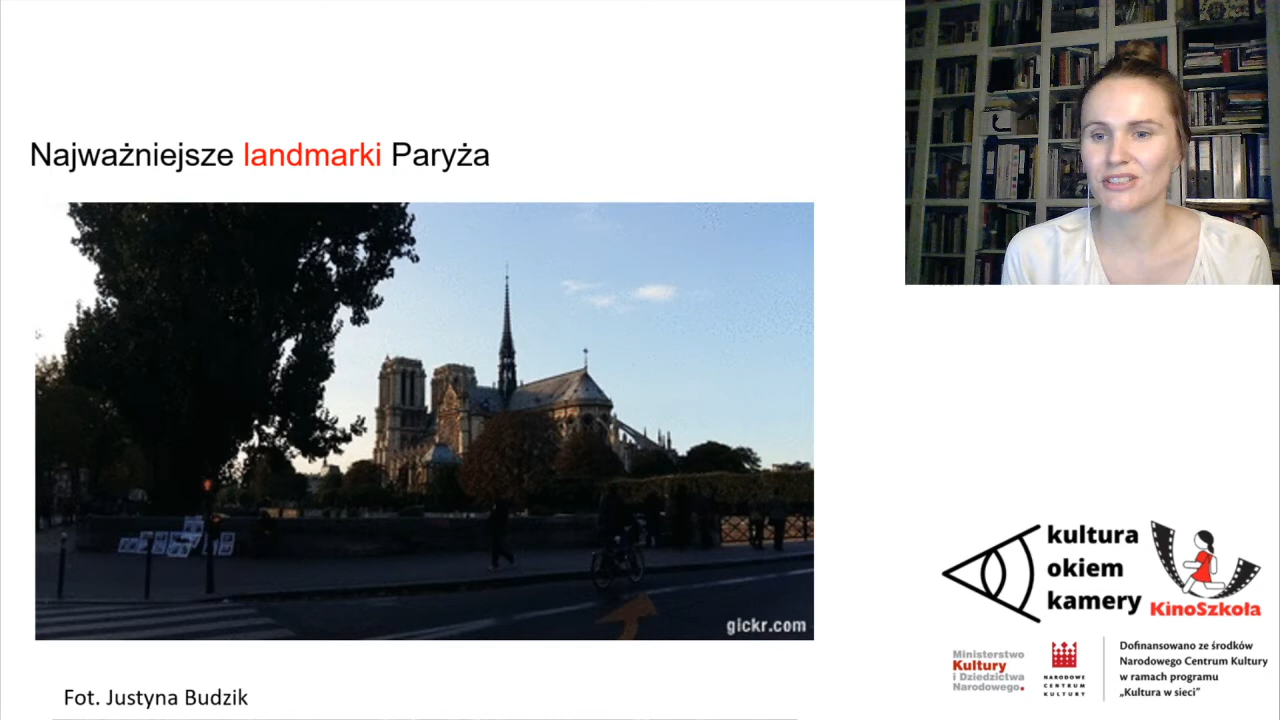 Najważniejsze landmarki Paryża
gickr.com
Fot. Justyna Budzik
kultura
okiem
kamery
KinoSzkoła
Ministerstwo
Kultury
i Dziedzictwa
Narodowego.
NARODOWE
CENTRUM
KULTURY
Dofinansowano ze środków
Narodowego Centrum Kultury
w ramach programu
„Kultura w sieci”